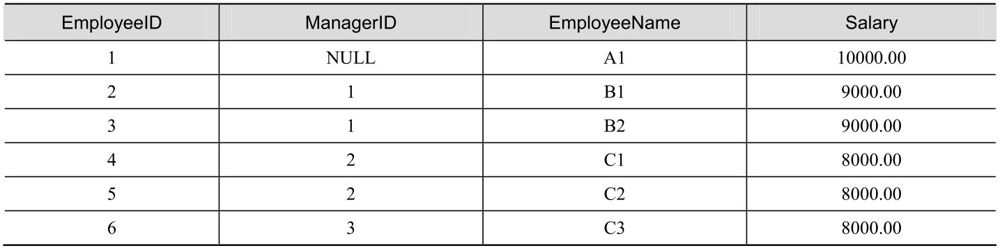 EmployeeID ManagerID EmployeeName Salary
1 NULL A1 10000.00
2 1 B1 9000.00
3 1 B2 9000.00
4 2 C1 8000.00
5 2 C2 8000.00
6 3 C3 8000.00